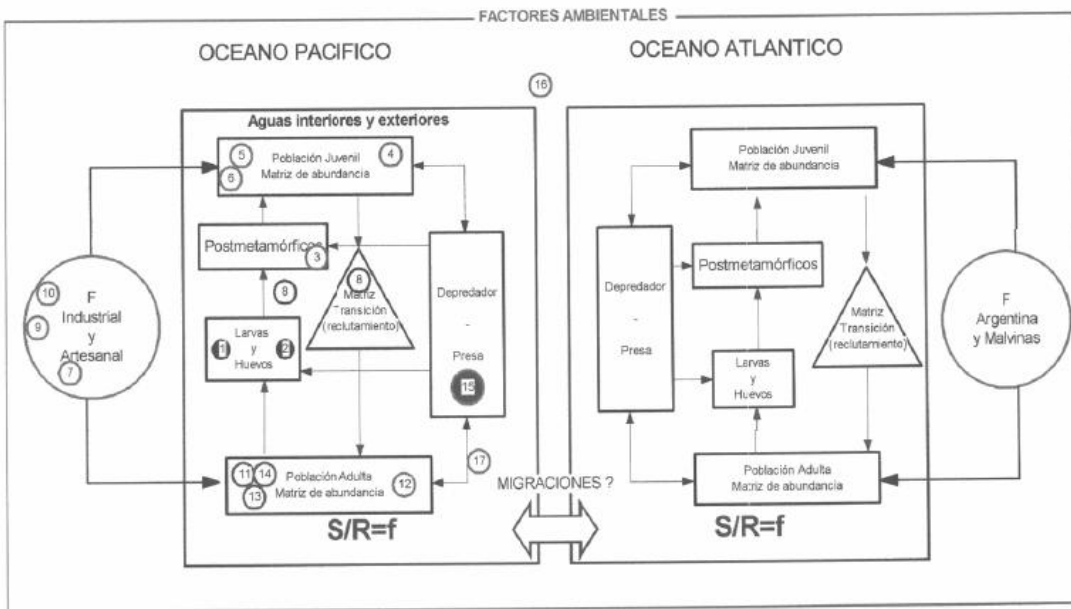 FACTORES AMBIENTALES
OCEANO PACIFICO
OCEANO ATLANTICO
16
Aguas interiores y exteriores
5
4
Población Juvenil
6
Matriz de abundancia
Postmetamórficos
3
8
8
Matriz
Transición
(reclutamiento)
Depredador
-
Presa
15
10
F
9
Industrial
y
Artesanal
7
1
Larvas
2
y
Huevos
17
11
14
Población Adulta
12
13
Matriz de abundancia
S/R=f
MIGRACIONES ?
Población Juvenil
Matriz de abundancia
Depredador
-
Presa
Postmetamórficos
Matriz
Transición
(reclutamiento)
Larvas
y
Huevos
F
Argentina
y Malvinas
Población Adulta
Matriz de abundancia
S/R=f